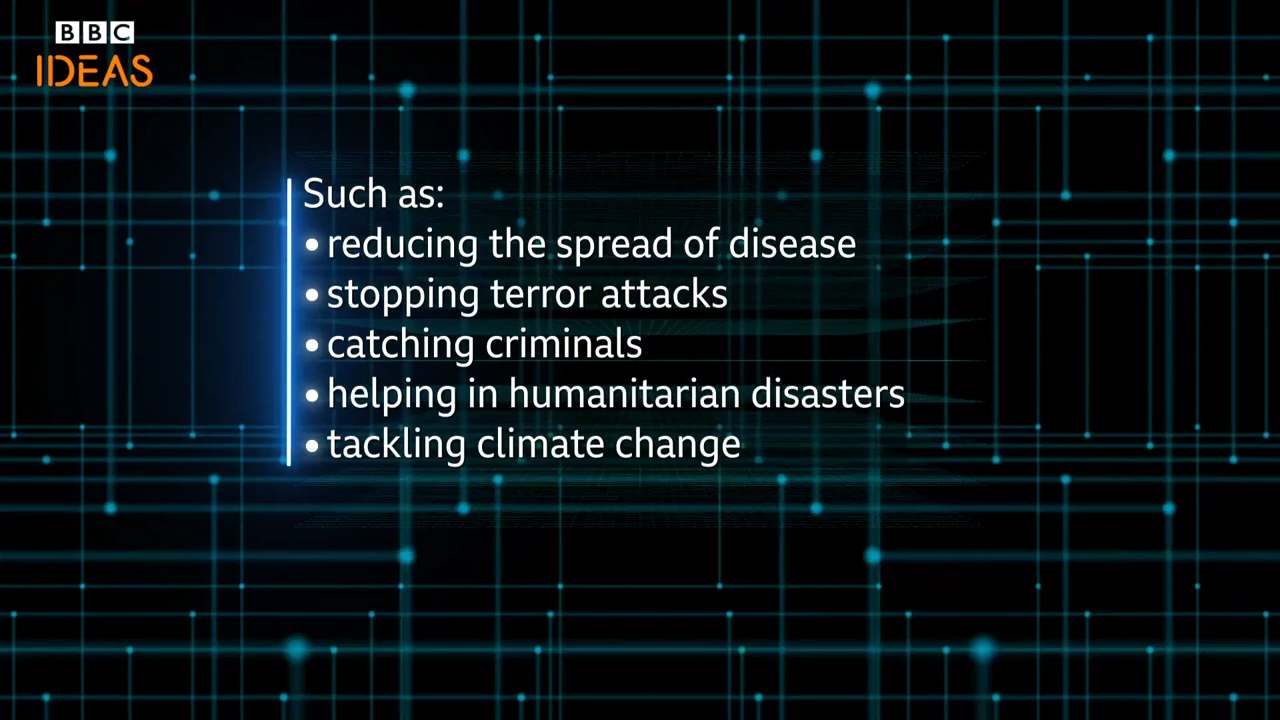 BBC
IDEAS
Such as:
• reducing the spread of disease
• stopping terror attacks
• catching criminals
• helping in humanitarian disasters
• tackling climate change